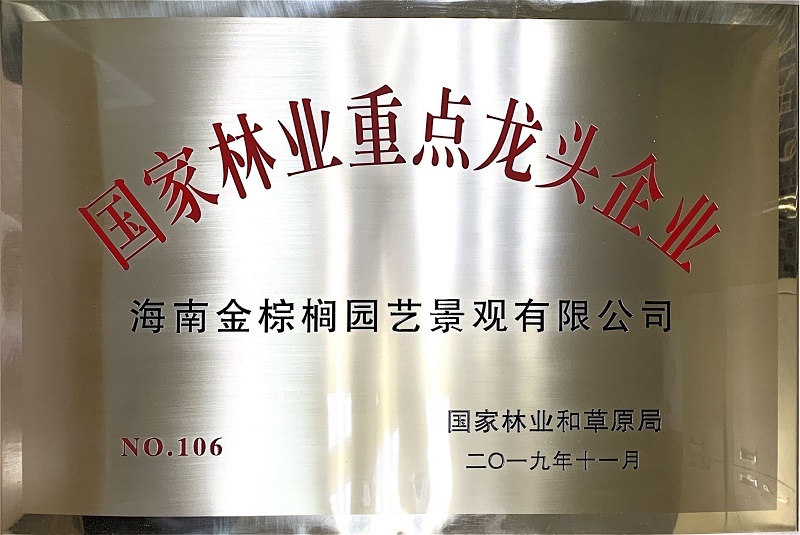 国家林业重点龙头企业
海南金棕榈园艺景观有限公司
国家林业和草原局
NO.106
二〇一九年十一月